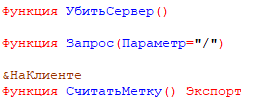 функция УбитьСервер()
функция Запрос(Параметр="/")
&НаКлиенте
функция СчитатьМетку() Экспорт